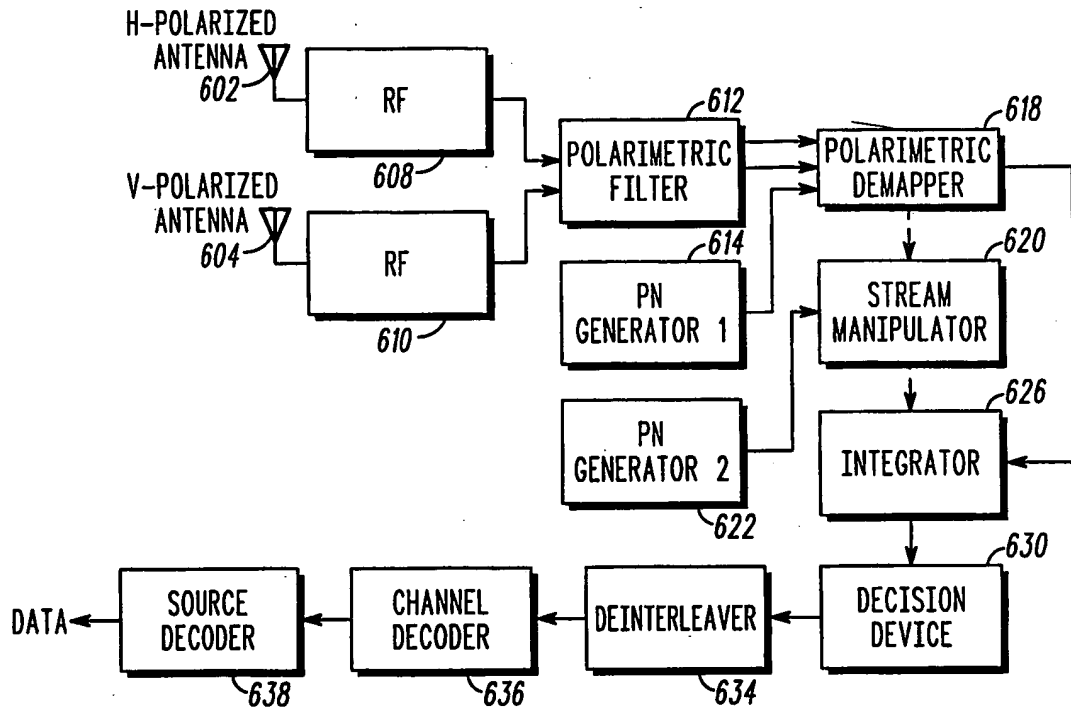 H-POLARIZED
ANTENNA
602
RF
608
V-POLARIZED
ANTENNA
604
RF
610
612
POLARIMETRIC
FILTER
618
POLARIMETRIC
DEMAPPER
614
PN
GENERATOR 1
620
STREAM
MANIPULATOR
PN
GENERATOR 2
622
626
INTEGRATOR
630
DECISION
DEVICE
DEINTERLEAVER
634
CHANNEL
DECODER
636
SOURCE
DECODER
638
DATA